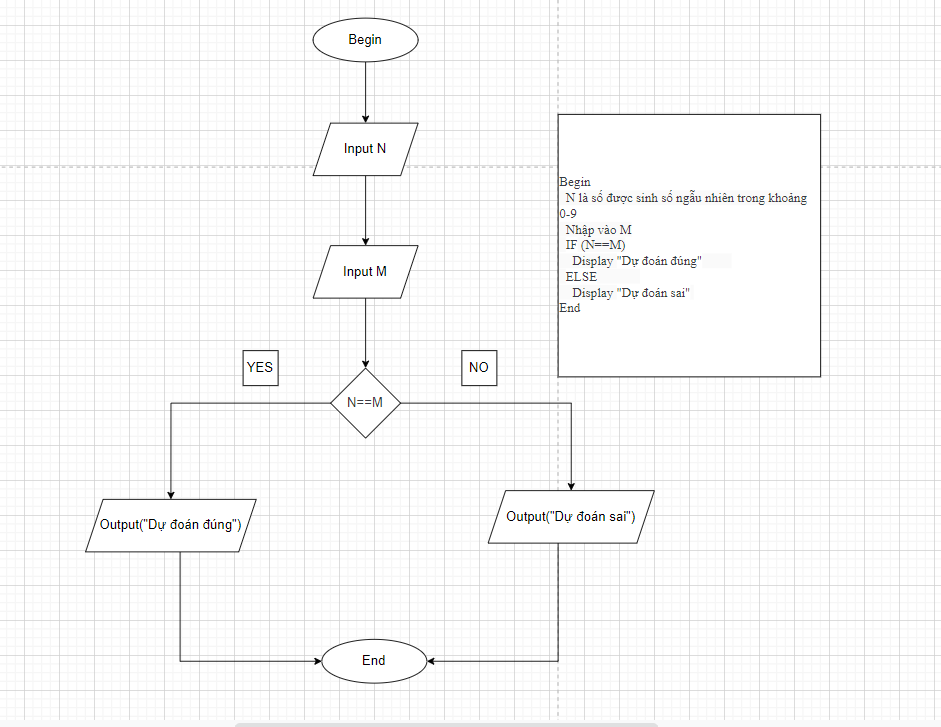 Begin
Input N
Input M
YES
NO
N==M
Output("Dự đoán đúng")
Output("Dự đoán sai")
End
Begin
N là số được sinh số ngẫu nhiên trong khoảng
0-9
Nhập vào M
IF (N==M)
Display "Dự đoán đúng"
ELSE
Display "Dự đoán sai"
End